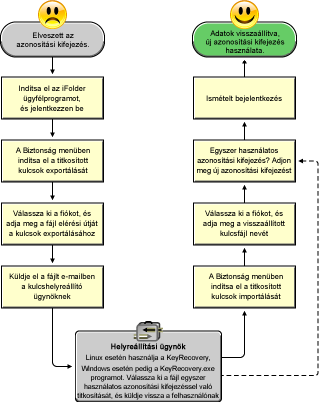 Elveszett az
azonosítási kifejezés.
Indítsa el az iFolder
ügyfélprogramot,
és jelentkezzen be
A Biztonság menüben
indítsa el a titkosított
kulcsok exportálását
Válassza ki a fiókot, és
adja meg a fájl elérési útját
a kulcsok exportálásához
Küldje el a fájlt e-mailben
a kulcshelyreállító
ügynöknek
Helyreállítási ügynök
Linux esetén használja a KeyRecovery,
Windows esetén pedig a KeyRecovery.exe
programot. Válassza ki a fájl egyszer
használatos azonosítási kifejezéssel való
titkosítását, és küldje vissza a felhasználónak
A Biztonság menüben
indítsa el a titkosított
kulcsok importálását
Válassza ki a fiókot, és
adja meg a visszaállított
kulcsfájl nevét
Egyszer használatos
azonosítási kifejezés? Adjon
meg új azonosítási kifejezést
Ismételt bejelentkezés
Adatok visszaállítva,
új azonosítási kifejezés
használata.